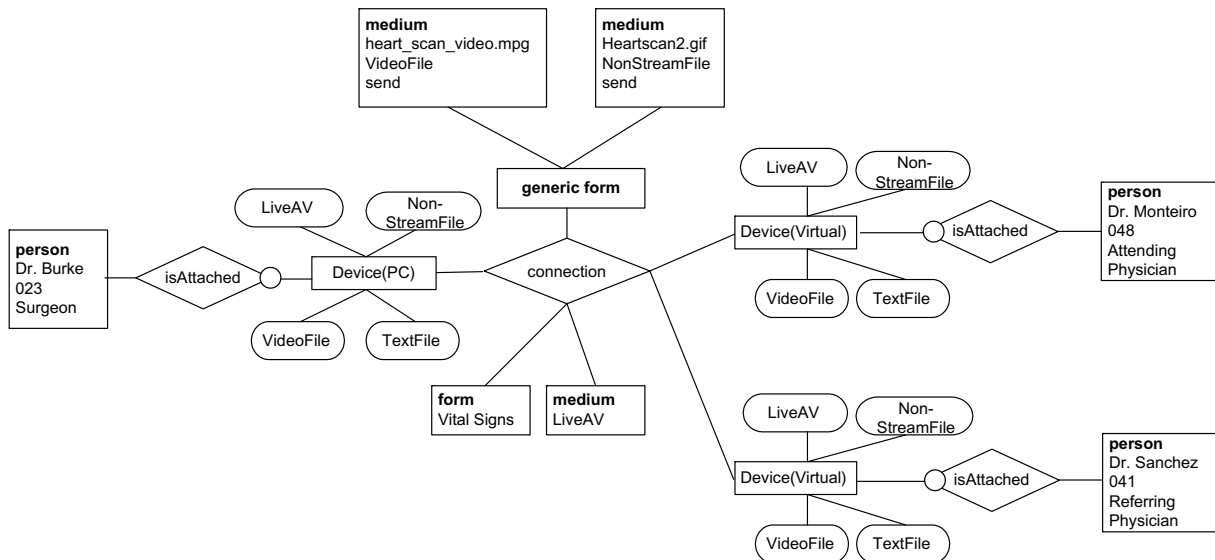 medium
heart_scan_video.mpg
VideoFile
send
medium
Heartscan2.gif
NonStreamFile
send
generic form
LiveAV
Non-
StreamFile
person
Dr. Burke
023
Surgeon
isAttached
Device(PC)
VideoFile
TextFile
connection
form
Vital Signs
medium
LiveAV
LiveAV
Non-
StreamFile
Device(Virtual)
isAttached
person
Dr. Monteiro
048
Attending
Physician
VideoFile
TextFile
LiveAV
Non-
StreamFile
Device(Virtual)
isAttached
person
Dr. Sanchez
041
Referring
Physician
VideoFile
TextFile